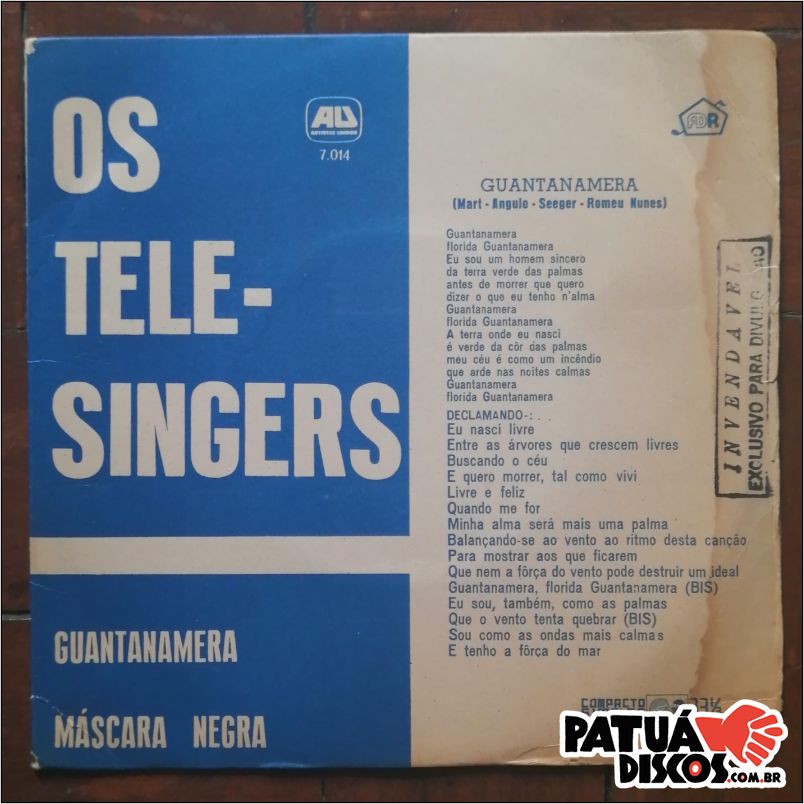 OS
TELE-
SINGERS
GUANTANAMERA
MÁSCARA NEGRA
AU
ARTISTAS UNIDOS
7.014
FDR
GUANTANAMERA
(Mart - Angulo - Seeger - Romeu Nunes)
Guantanamera
florida Guantanamera
Eu sou um homem sincero
da terra verde das palmas
antes de morrer que quero
dizer o que eu tenho n'alma
Guantanamera
florida Guantanamera
A terra onde eu nasci
é verde da côr das palmas
meu céu é como um incêndio
que arde nas noites calmas
Guantanamera
florida Guantanamera
DECLAMANDO-: . .
Eu nasci livre
Entre as árvores que crescem livres
Buscando o céu
E quero morrer, tal como vivi
Livre e feliz
Quando me for
Minha alma será mais uma palma
Balançando-se ao vento ao ritmo desta canção
Para mostrar aos que ficarem
Que nem a fôrça do vento pode destruir um ideal
Guantanamera, florida Guantanamera (BIS)
Eu sou, também, como as palmas
Que o vento tenta quebrar (BIS)
Sou como as ondas mais calmas
E tenho a fôrça do mar
INVENDAVEL
EXCLUSIVO PARA
COMPACTO
PATUÁ
DISCOS.COM.BR